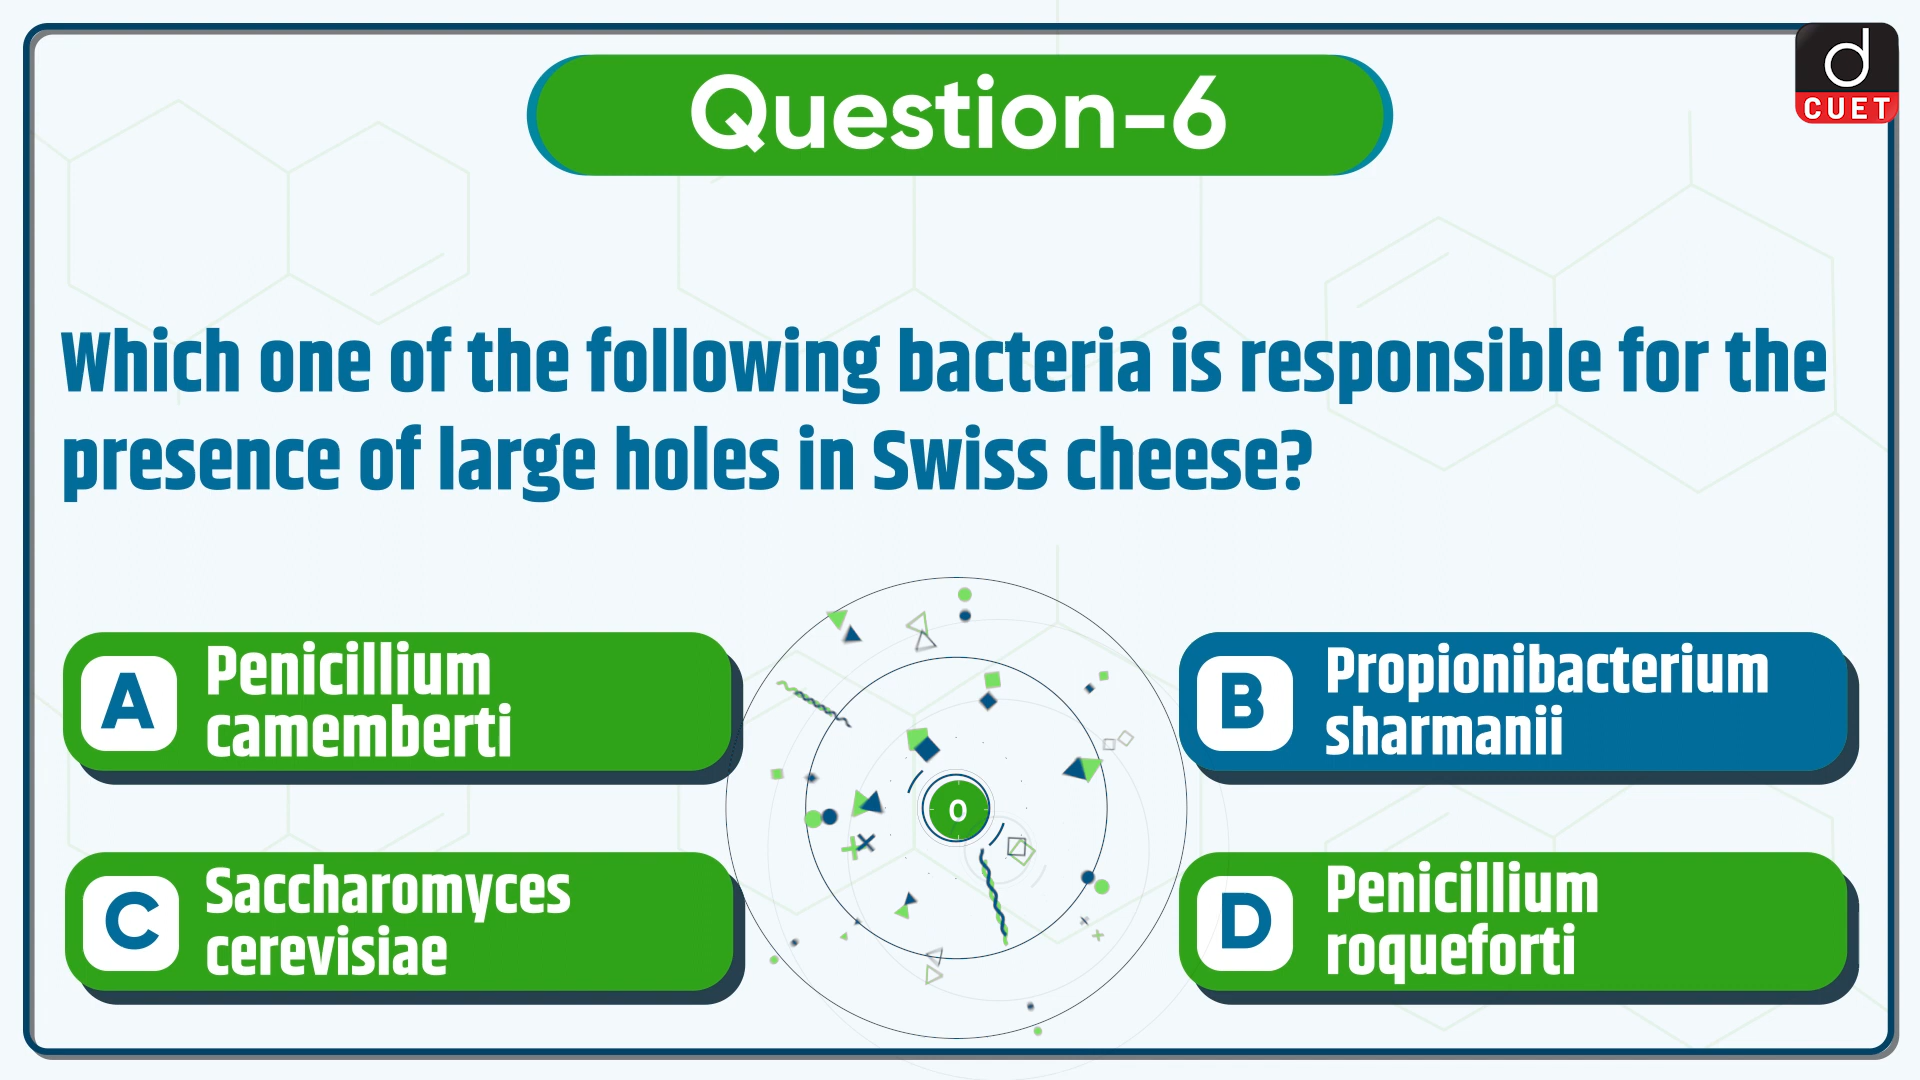 d
CUET
Question-6
Which one of the following bacteria is responsible for the
presence of large holes in Swiss cheese?
A
Penicillium
camemberti
B
Propionibacterium
sharmanii
C
Saccharomyces
cerevisiae
D
Penicillium
roqueforti
0